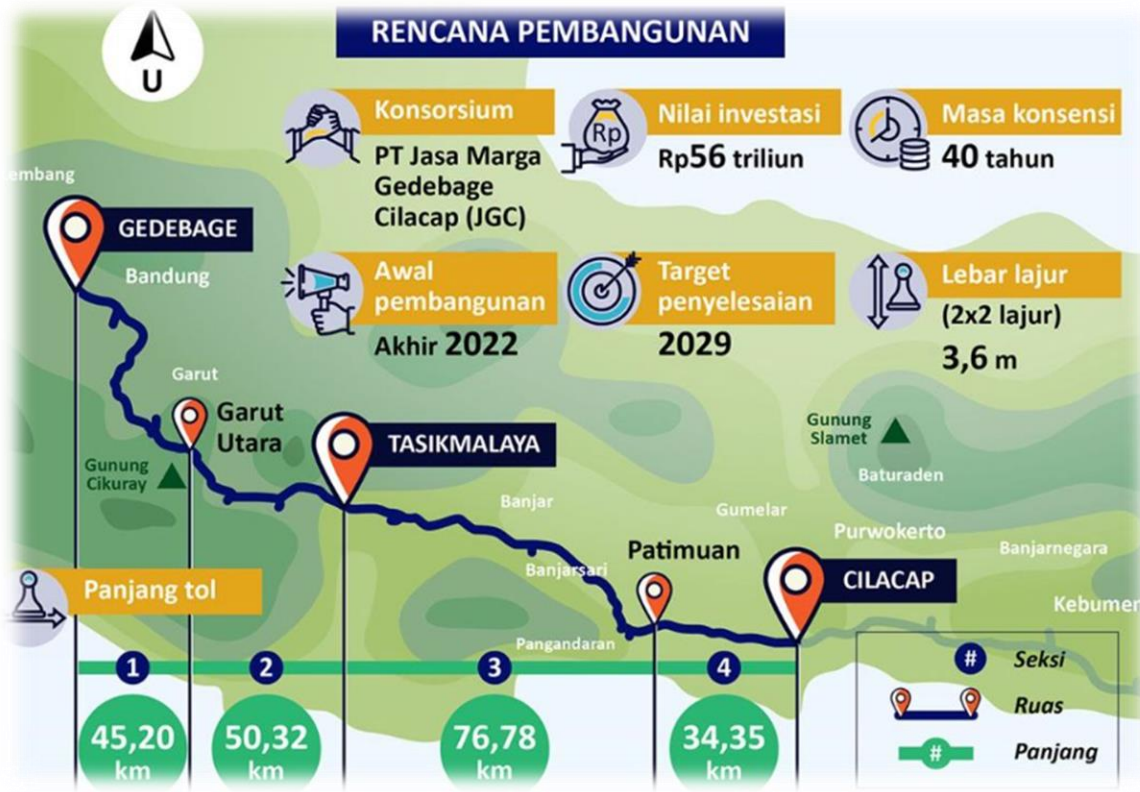 RENCANA PEMBANGUNAN
U
Konsorsium
PT Jasa Marga
Gedebage
Cilacap (JGC)
Nilai investasi
Rp
Rp56 triliun
Masa konsensi
40 tahun
Awal
pembangunan
Akhir 2022
Target
penyelesaian
2029
Lebar lajur
(2x2 lajur)
3,6 m
GEDEBAGE
Bandung
Garut
Garut
Utara
Gunung
Cikuray
TASIKMALAYA
Banjar
Banjarsari
Pangandaran
Patimuan
Gumelar
Gunung
Slamet
Baturaden
Purwokerto
Banjarnegara
CILACAP
Kebumen
Panjang tol
1
2
3
4
45,20
km
50,32
km
76,78
km
34,35
km
# Seksi
Ruas
# Panjang